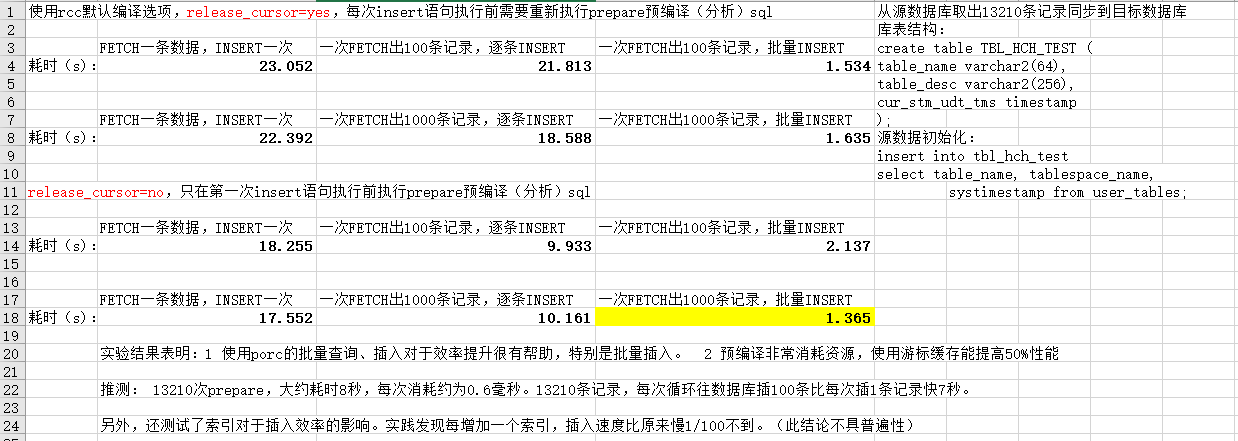 1 使用rcc默认编译选项，release_cursor=yes，每次insert语句执行前需要重新执行prepare预编译（分析）sql 从源数据库取出13210条记录同步到目标数据库
2 库表结构：
3 FETCH一条数据，INSERT一次 一次FETCH出100条记录，逐条INSERT 一次FETCH出100条记录，批量INSERT create table TBL_HCH_TEST (
4 耗时（s）： 23.052 21.813 1.534 table_name varchar2(64),
5 table_desc varchar2(256),
6 cur_stm_udt_tms timestamp
7 FETCH一条数据，INSERT一次 一次FETCH出1000条记录，逐条INSERT 一次FETCH出1000条记录，批量INSERT );
8 耗时（s）： 22.392 18.588 1.635 源数据初始化：
9 insert into tbl_hch_test
10 select table_name, tablespace_name,
11 release_cursor=no，只在第一次insert语句执行前执行prepare预编译（分析）sql systimestamp from user_tables;
12
13 FETCH一条数据，INSERT一次 一次FETCH出100条记录，逐条INSERT 一次FETCH出100条记录，批量INSERT
14 耗时（s）： 18.255 9.933 2.137
15
16
17 FETCH一条数据，INSERT一次 一次FETCH出1000条记录，逐条INSERT 一次FETCH出1000条记录，批量INSERT
18 耗时（s）： 17.552 10.161 1.365
19
20 实验结果表明：1 使用porc的批量查询、插入对于效率提升很有帮助，特别是批量插入。 2 预编译非常消耗资源，使用游标缓存能提高50%性能
21
22 推测： 13210次prepare，大约耗时8秒，每次消耗约为0.6毫秒。13210条记录，每次循环往数据库插100条比每次插1条记录快7秒。
23
24 另外，还测试了索引对于插入效率的影响。实践发现每增加一个索引，插入速度比原来慢1/100不到。（此结论不具普遍性）